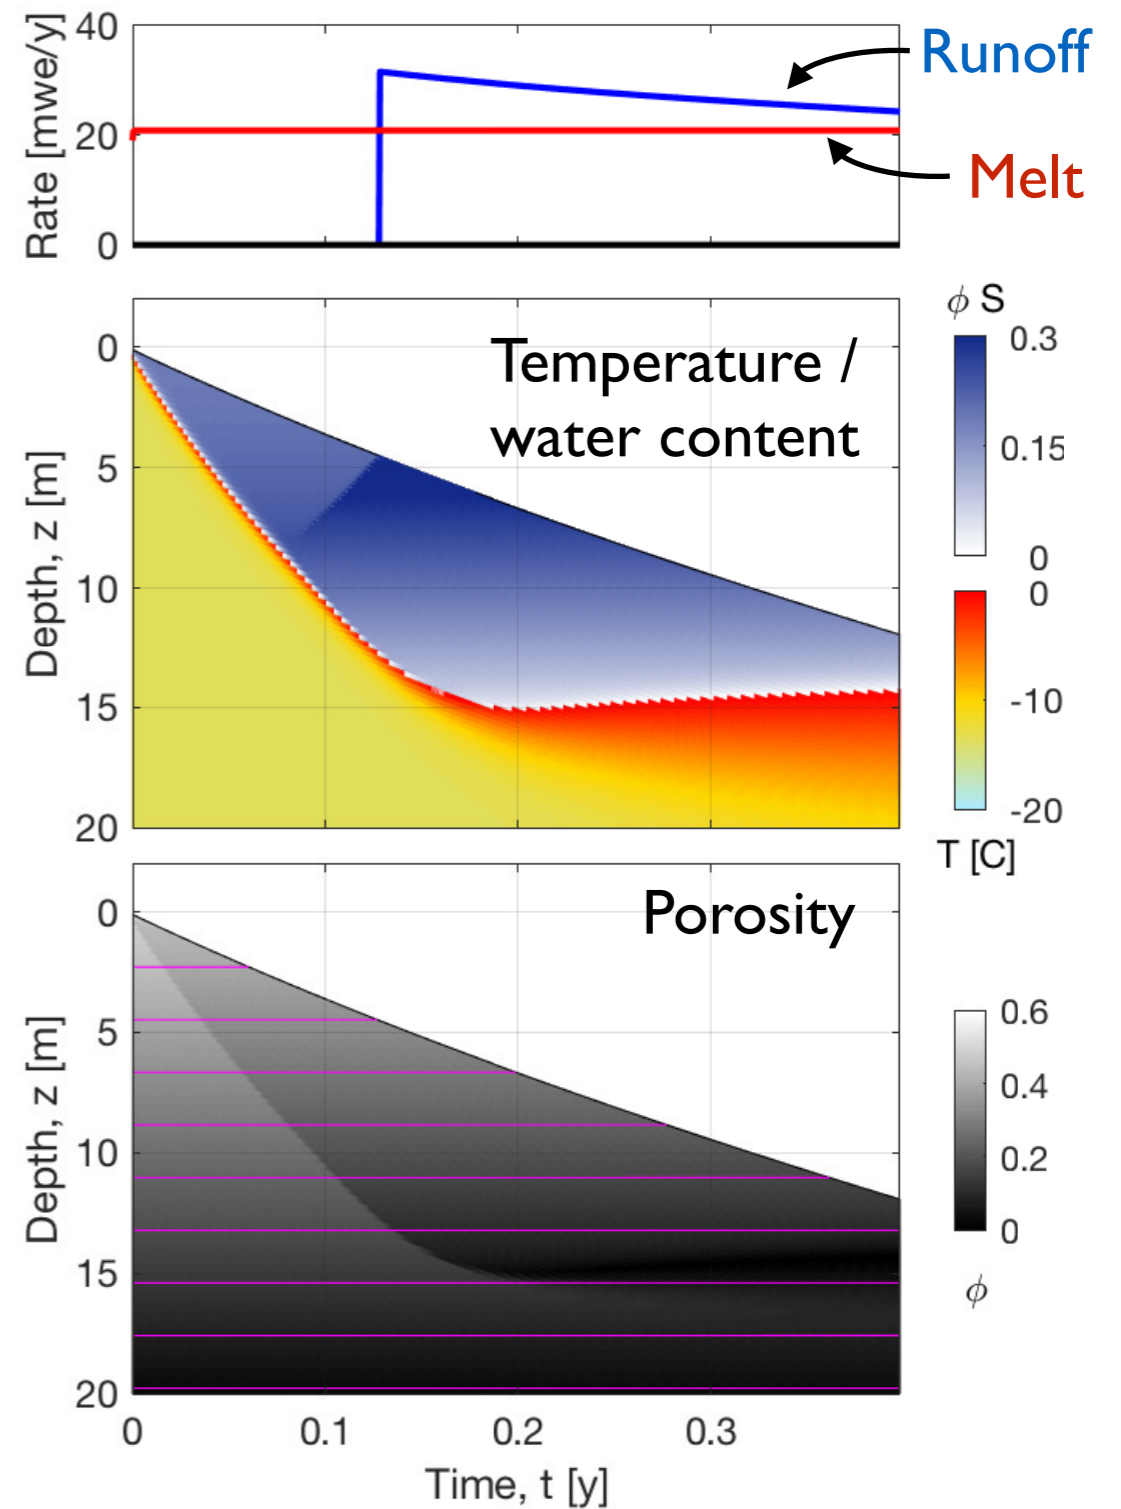 Rate [mwe/y]
40
20
0
Runoff
Melt
Depth, z [m]
0
5
10
15
20
Temperature /
water content
ϕ S
0.3
0.15
0
0
-10
-20
T [C]
Depth, z [m]
0
5
10
15
20
Porosity
0.6
0.4
0.2
0
ϕ
0
0.1
0.2
0.3
Time, t [y]